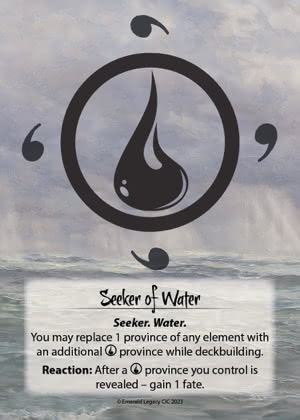 Seeker of Water
Seeker. Water.
You may replace 1 province of any element with
an additional province while deckbuilding.
Reaction: After a province you control is
revealed – gain 1 fate.
© Emerald Legacy CIC 2023